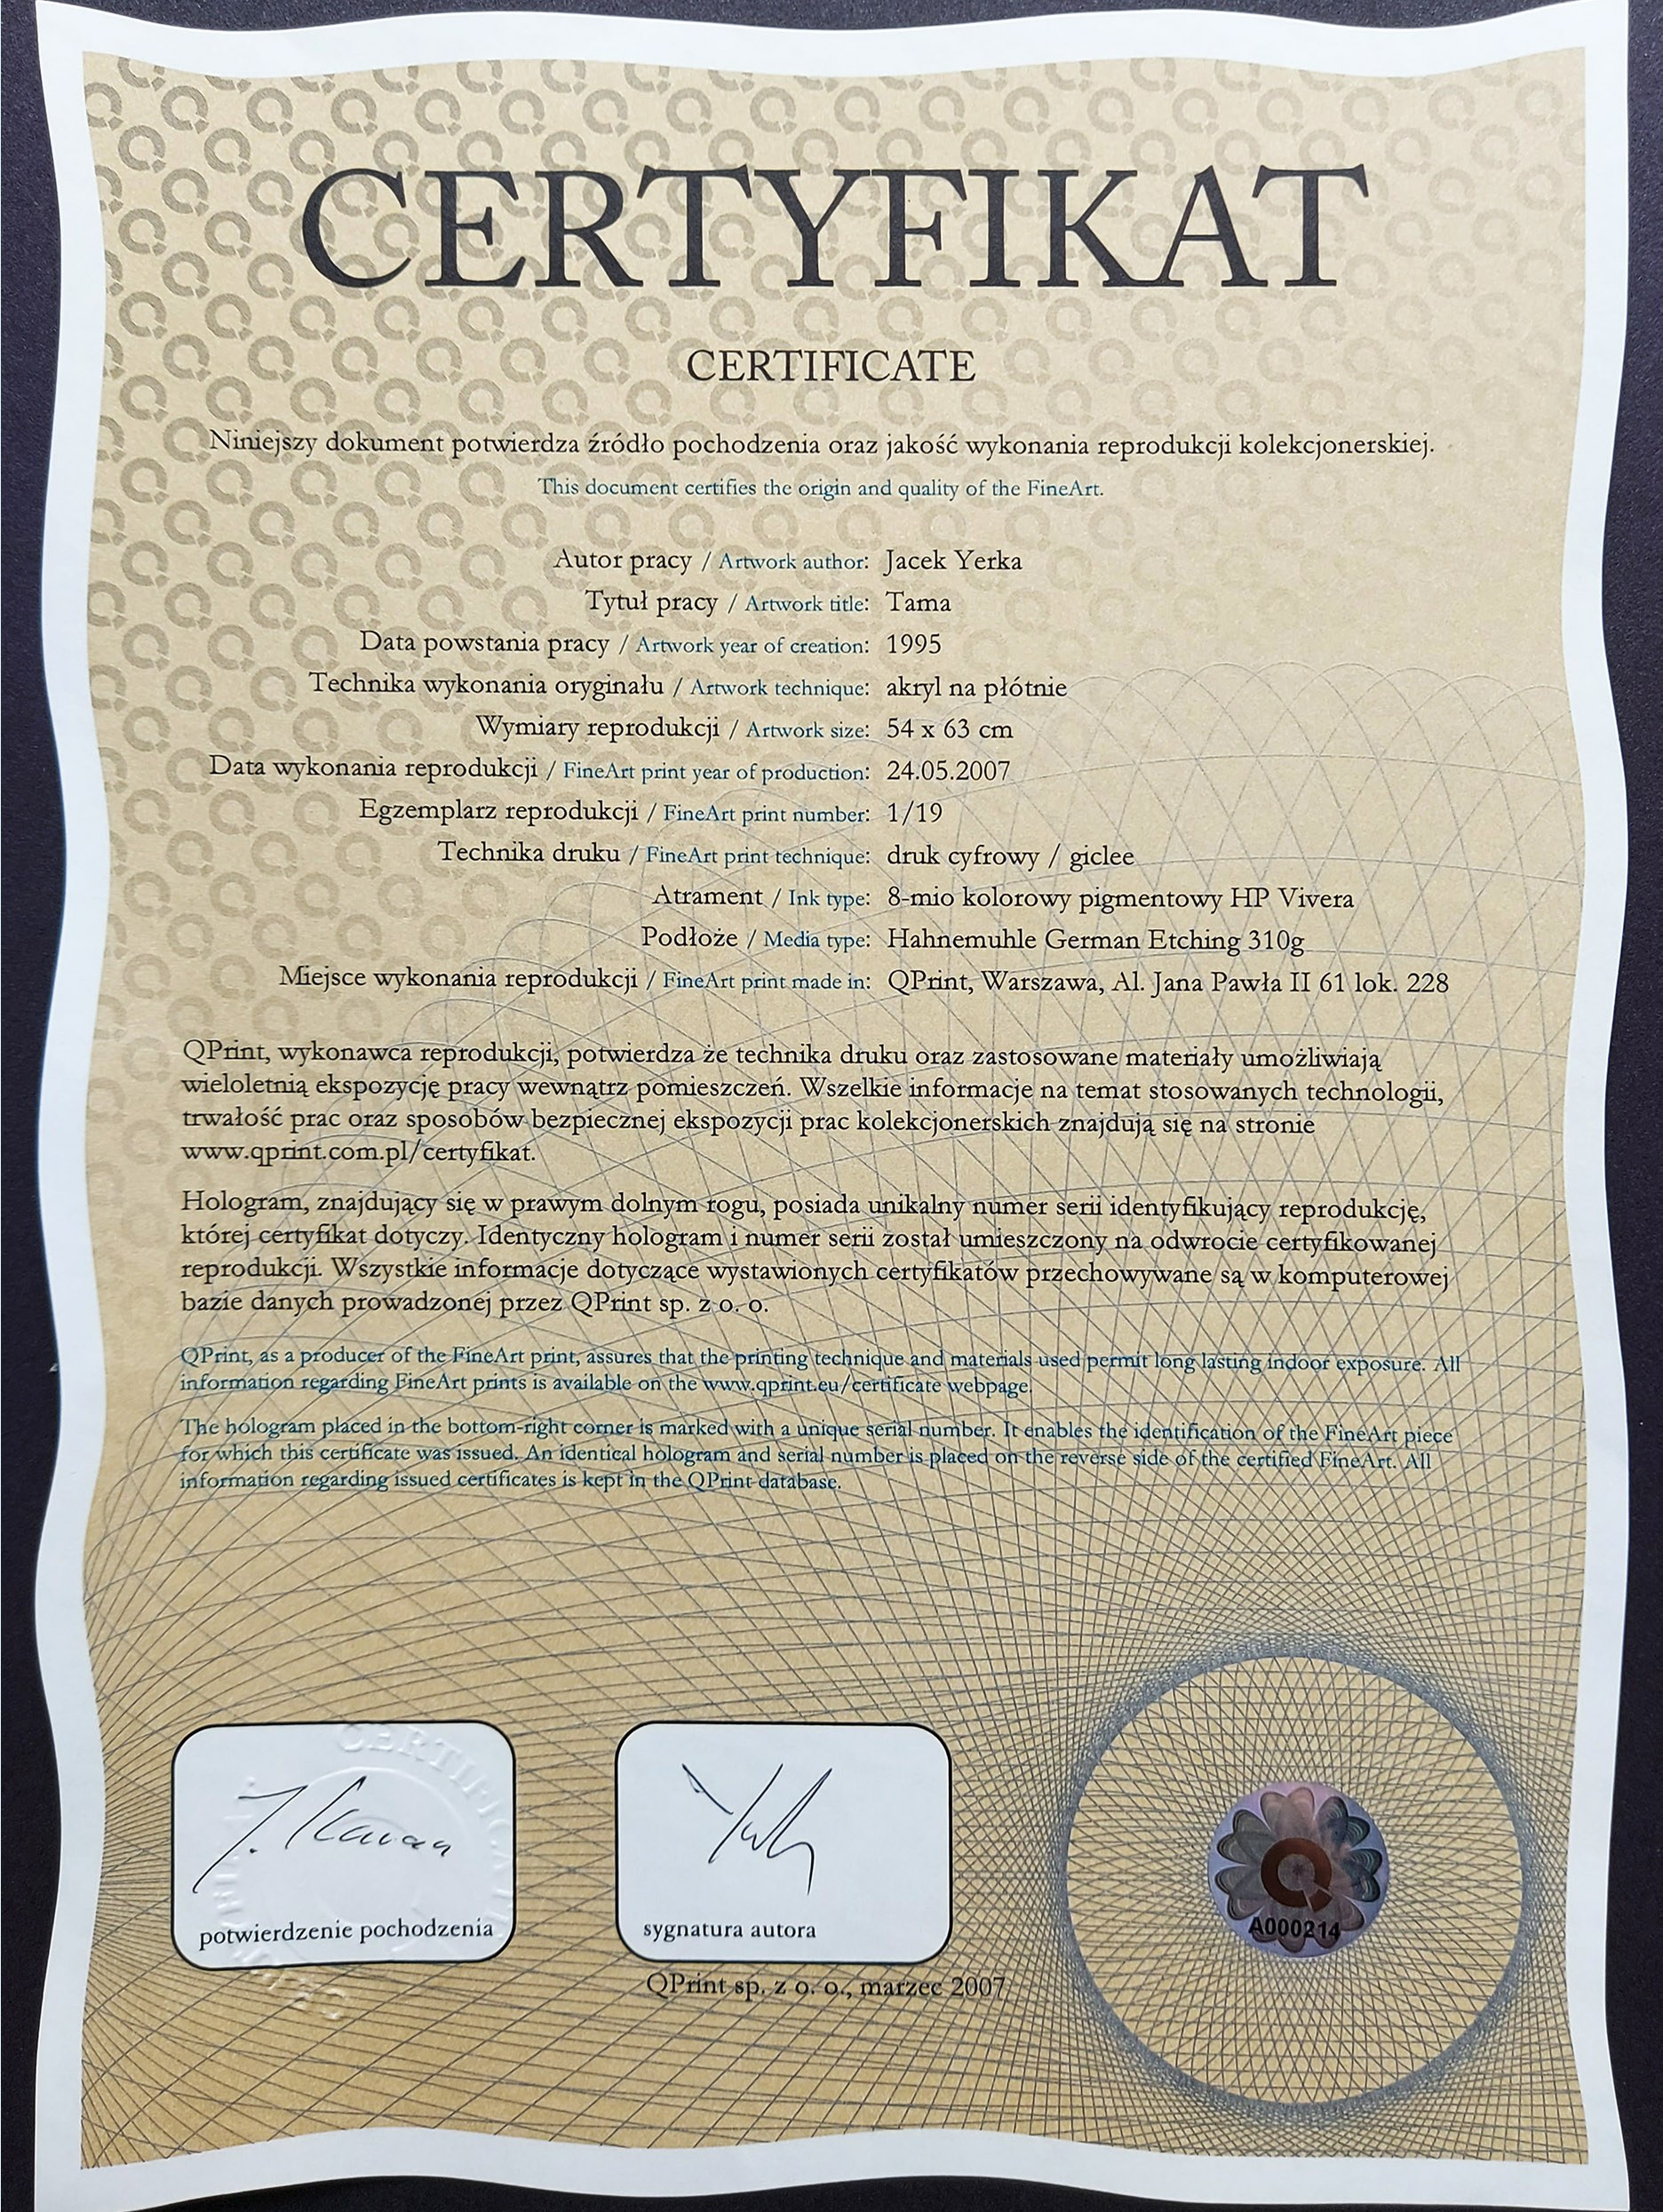 CERTYFIKAT
CERTIFICATE
Niniejszy dokument potwierdza źródło pochodzenia oraz jakość wykonania reprodukcji kolekcjonerskiej.
This document certifies the origin and quality of the FineArt.
Autor pracy / Artwork author: Jacek Yerka
Tytuł pracy / Artwork title: Tama
Data powstania pracy / Artwork year of creation: 1995
Technika wykonania oryginału / Artwork technique: akryl na płótnie
Wymiary reprodukcji / Artwork size: 54 x 63 cm
Data wykonania reprodukcji / FineArt print year of production: 24.05.2007
Egzemplarz reprodukcji / FineArt print number: 1/19
Technika druku / FineArt print technique: druk cyfrowy / giclee
Atrament / Ink type: 8-mio kolorowy pigmentowy HP Vivera
Podłoże / Media type: Hahnemuhle German Etching 310g
Miejsce wykonania reprodukcji / FineArt print made in: QPrint, Warszawa, Al. Jana Pawła II 61 lok. 228
QPrint, wykonawca reprodukcji, potwierdza że technika druku oraz zastosowane materiały umożliwiają
wieloletnią ekspozycję pracy wewnątrz pomieszczeń. Wszelkie informacje na temat stosowanych technologii,
trwałość prac oraz sposobów bezpiecznej ekspozycji prac kolekcjonerskich znajdują się na stronie
www.qprint.com.pl/certyfikat.
Hologram, znajdujący się w prawym dolnym rogu, posiada unikalny numer serii identyfikujący reprodukcję,
której certyfikat dotyczy. Identyczny hologram i numer serii został umieszczony na odwrocie certyfikowanej
reprodukcji. Wszystkie informacje dotyczące wystawionych certyfikatów przechowywane są w komputerowej
bazie danych prowadzonej przez QPrint sp. z o. o.
QPrint, as a producer of the FineArt print, assures that the printing technique and materials used permit long lasting indoor exposure. All
information regarding FineArt prints is available on the www.qprint.eu/certificate webpage.
The hologram placed in the bottom-right corner is marked with a unique serial number. It enables the identification of the FineArt piece
for which this certificate was issued. An identical hologram and serial number is placed on the reverse side of the certified FineArt. All
information regarding issued certificates is kept in the QPrint database.
potwierdzenie pochodzenia
sygnatura autora
A000214
QPrint sp. z o. o., marzec 2007